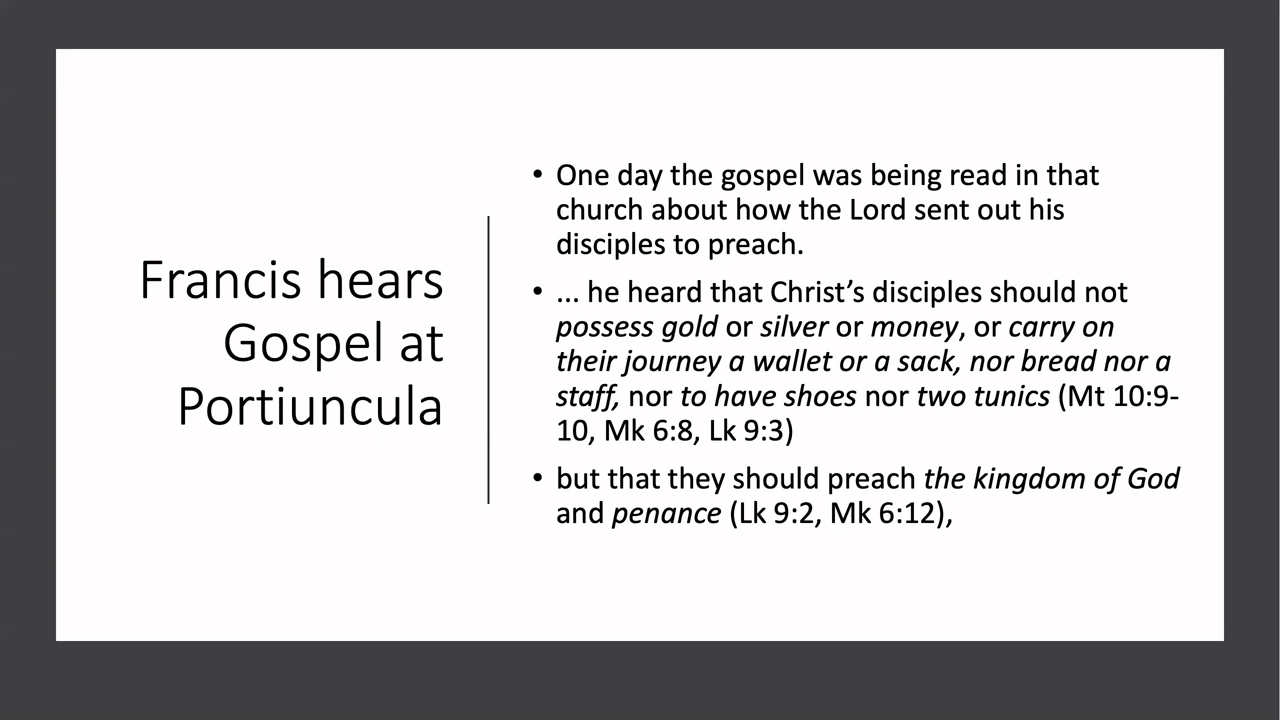 Francis hears
Gospel at
Portiuncula
• One day the gospel was being read in that
church about how the Lord sent out his
disciples to preach.
• ... he heard that Christ’s disciples should not
possess gold or silver or money, or carry on
their journey a wallet or a sack, nor bread nor a
staff, nor to have shoes nor two tunics (Mt 10:9-
10, Mk 6:8, Lk 9:3)
• but that they should preach the kingdom of God
and penance (Lk 9:2, Mk 6:12),